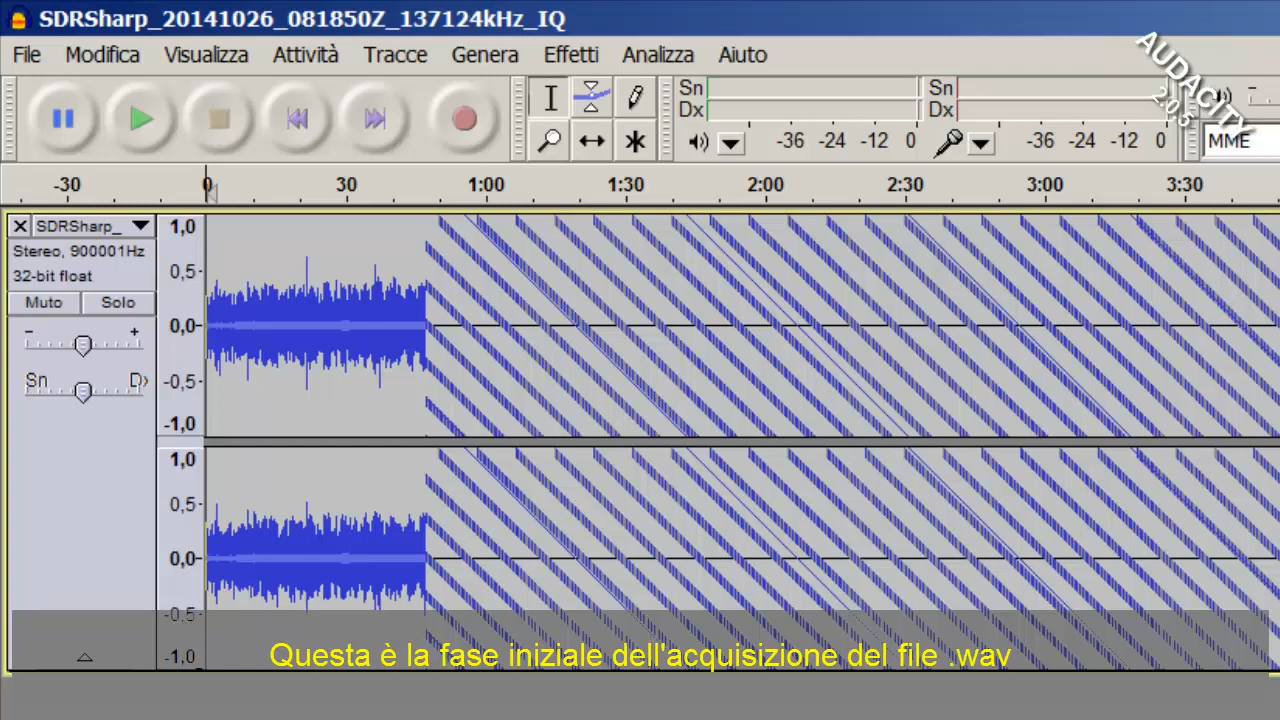 SDRSharp_20141026_081850Z_137124kHz_IQ
File Modifica Visualizza Attività Tracce Genera Effetti Analizza Aiuto
AUDACITY
2.0.5
Sn
Dx
-36 -24 -12 0
Sn
Dx
-36 -24 -12 0
MME
-30 0 30 1:00 1:30 2:00 2:30 3:00 3:30
SDRSharp_
Stereo, 900001Hz
32-bit float
Muto Solo
- +
Sn Dx
1,0
0,5-
0,0-
-0,5-
-1,0
1,0
0,5-
0,0-
-0,5-
-1,0
Questa è la fase iniziale dell'acquisizione del file .wav